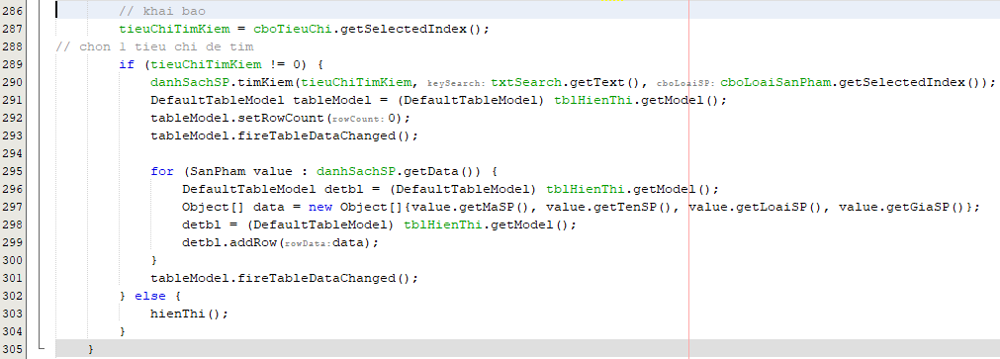 286 // khai bao
287 tieuChiTimKiem = cboTieuChi.getSelectedIndex();
288 // chon 1 tieu chi de tim
289 if (tieuChiTimKiem != 0) {
290 danhSachSP.timKiem(tieuChiTimKiem, keySearch: txtSearch.getText(), cboLoaiSP: cboLoaiSanPham.getSelectedIndex());
291 DefaultTableModel tableModel = (DefaultTableModel) tblHienThi.getModel();
292 tableModel.setRowCount(rowCount: 0);
293 tableModel.fireTableDataChanged();
294
295 for (SanPham value : danhSachSP.getData()) {
296 DefaultTableModel detbl = (DefaultTableModel) tblHienThi.getModel();
297 Object[] data = new Object[]{value.getMaSP(), value.getTenSP(), value.getLoaiSP(), value.getGiaSP()};
298 detbl = (DefaultTableModel) tblHienThi.getModel();
299 detbl.addRow(rowData: data);
300 }
301 tableModel.fireTableDataChanged();
302 } else {
303 hienThi();
304 }
305 }